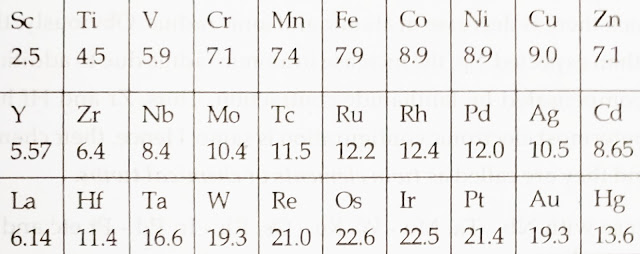 Sc Ti V Cr Mn Fe Co Ni Cu Zn
2.5 4.5 5.9 7.1 7.4 7.9 8.9 8.9 9.0 7.1
Y Zr Nb Mo Tc Ru Rh Pd Ag Cd
5.57 6.4 8.4 10.4 11.5 12.2 12.4 12.0 10.5 8.65
La Hf Ta W Re Os Ir Pt Au Hg
6.14 11.4 16.6 19.3 21.0 22.6 22.5 21.4 19.3 13.6